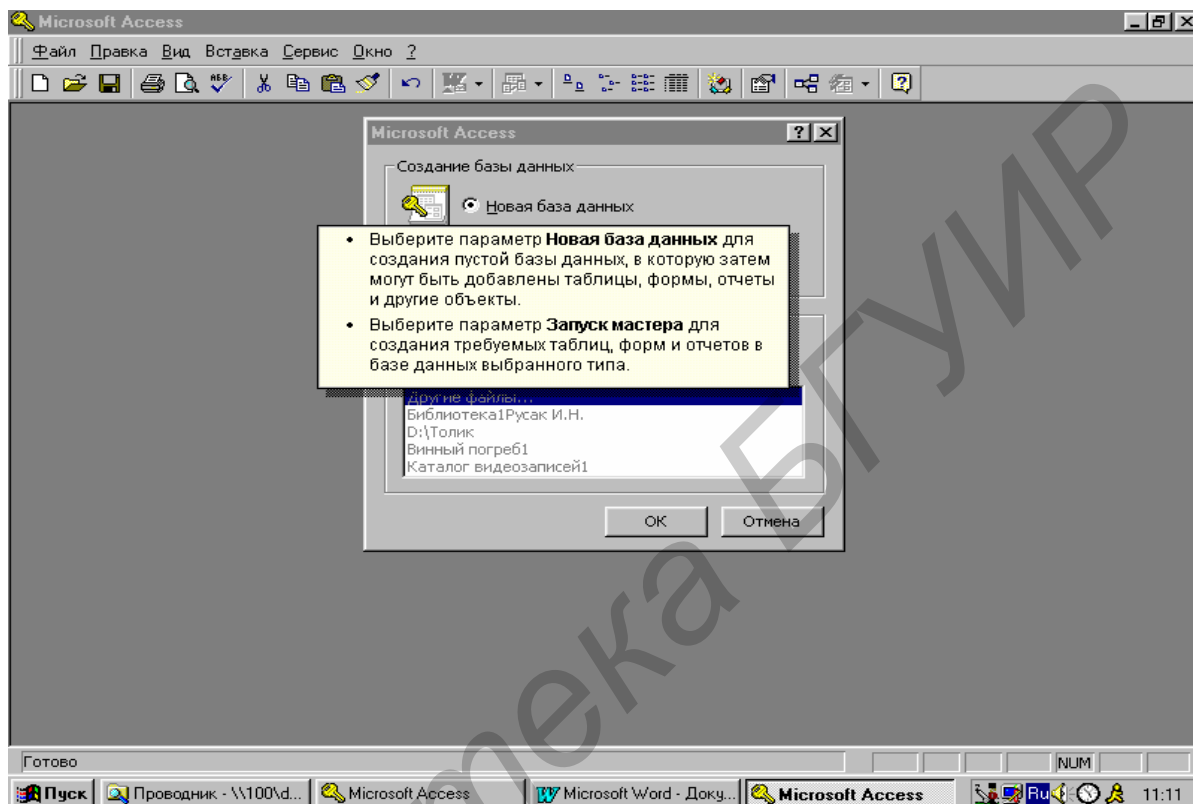 Microsoft Access
Файл Правка Вид Вставка Сервис Окно ?
Microsoft Access
Создание базы данных
Новая база данных
• Выберите параметр Новая база данных для
создания пустой базы данных, в которую затем
могут быть добавлены таблицы, формы, отчеты
и другие объекты.
• Выберите параметр Запуск мастера для
создания требуемых таблиц, форм и отчетов в
базе данных выбранного типа.
Другие файлы...
Библиотека1Русак И.Н.
D:\Толик
Винный погреб1
Каталог видеозаписей1
ОК Отмена
Готово NUM
Пуск Проводник - \\100\d... Microsoft Access Microsoft Word - Доку... Microsoft Access Ru 11:11
тека БГУИР